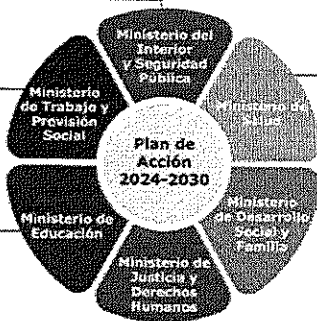 Ministerio del
Interior
y Seguridad
Pública
Ministerio de
Salud
Ministerio
de Desarrollo
Social y
Familia
Ministerio de
Justicia y
Derechos
Humanos
Ministerio de
Educación
Ministerio
de Trabajo y
Previsión
Social
Plan de
Acción
2024-2030